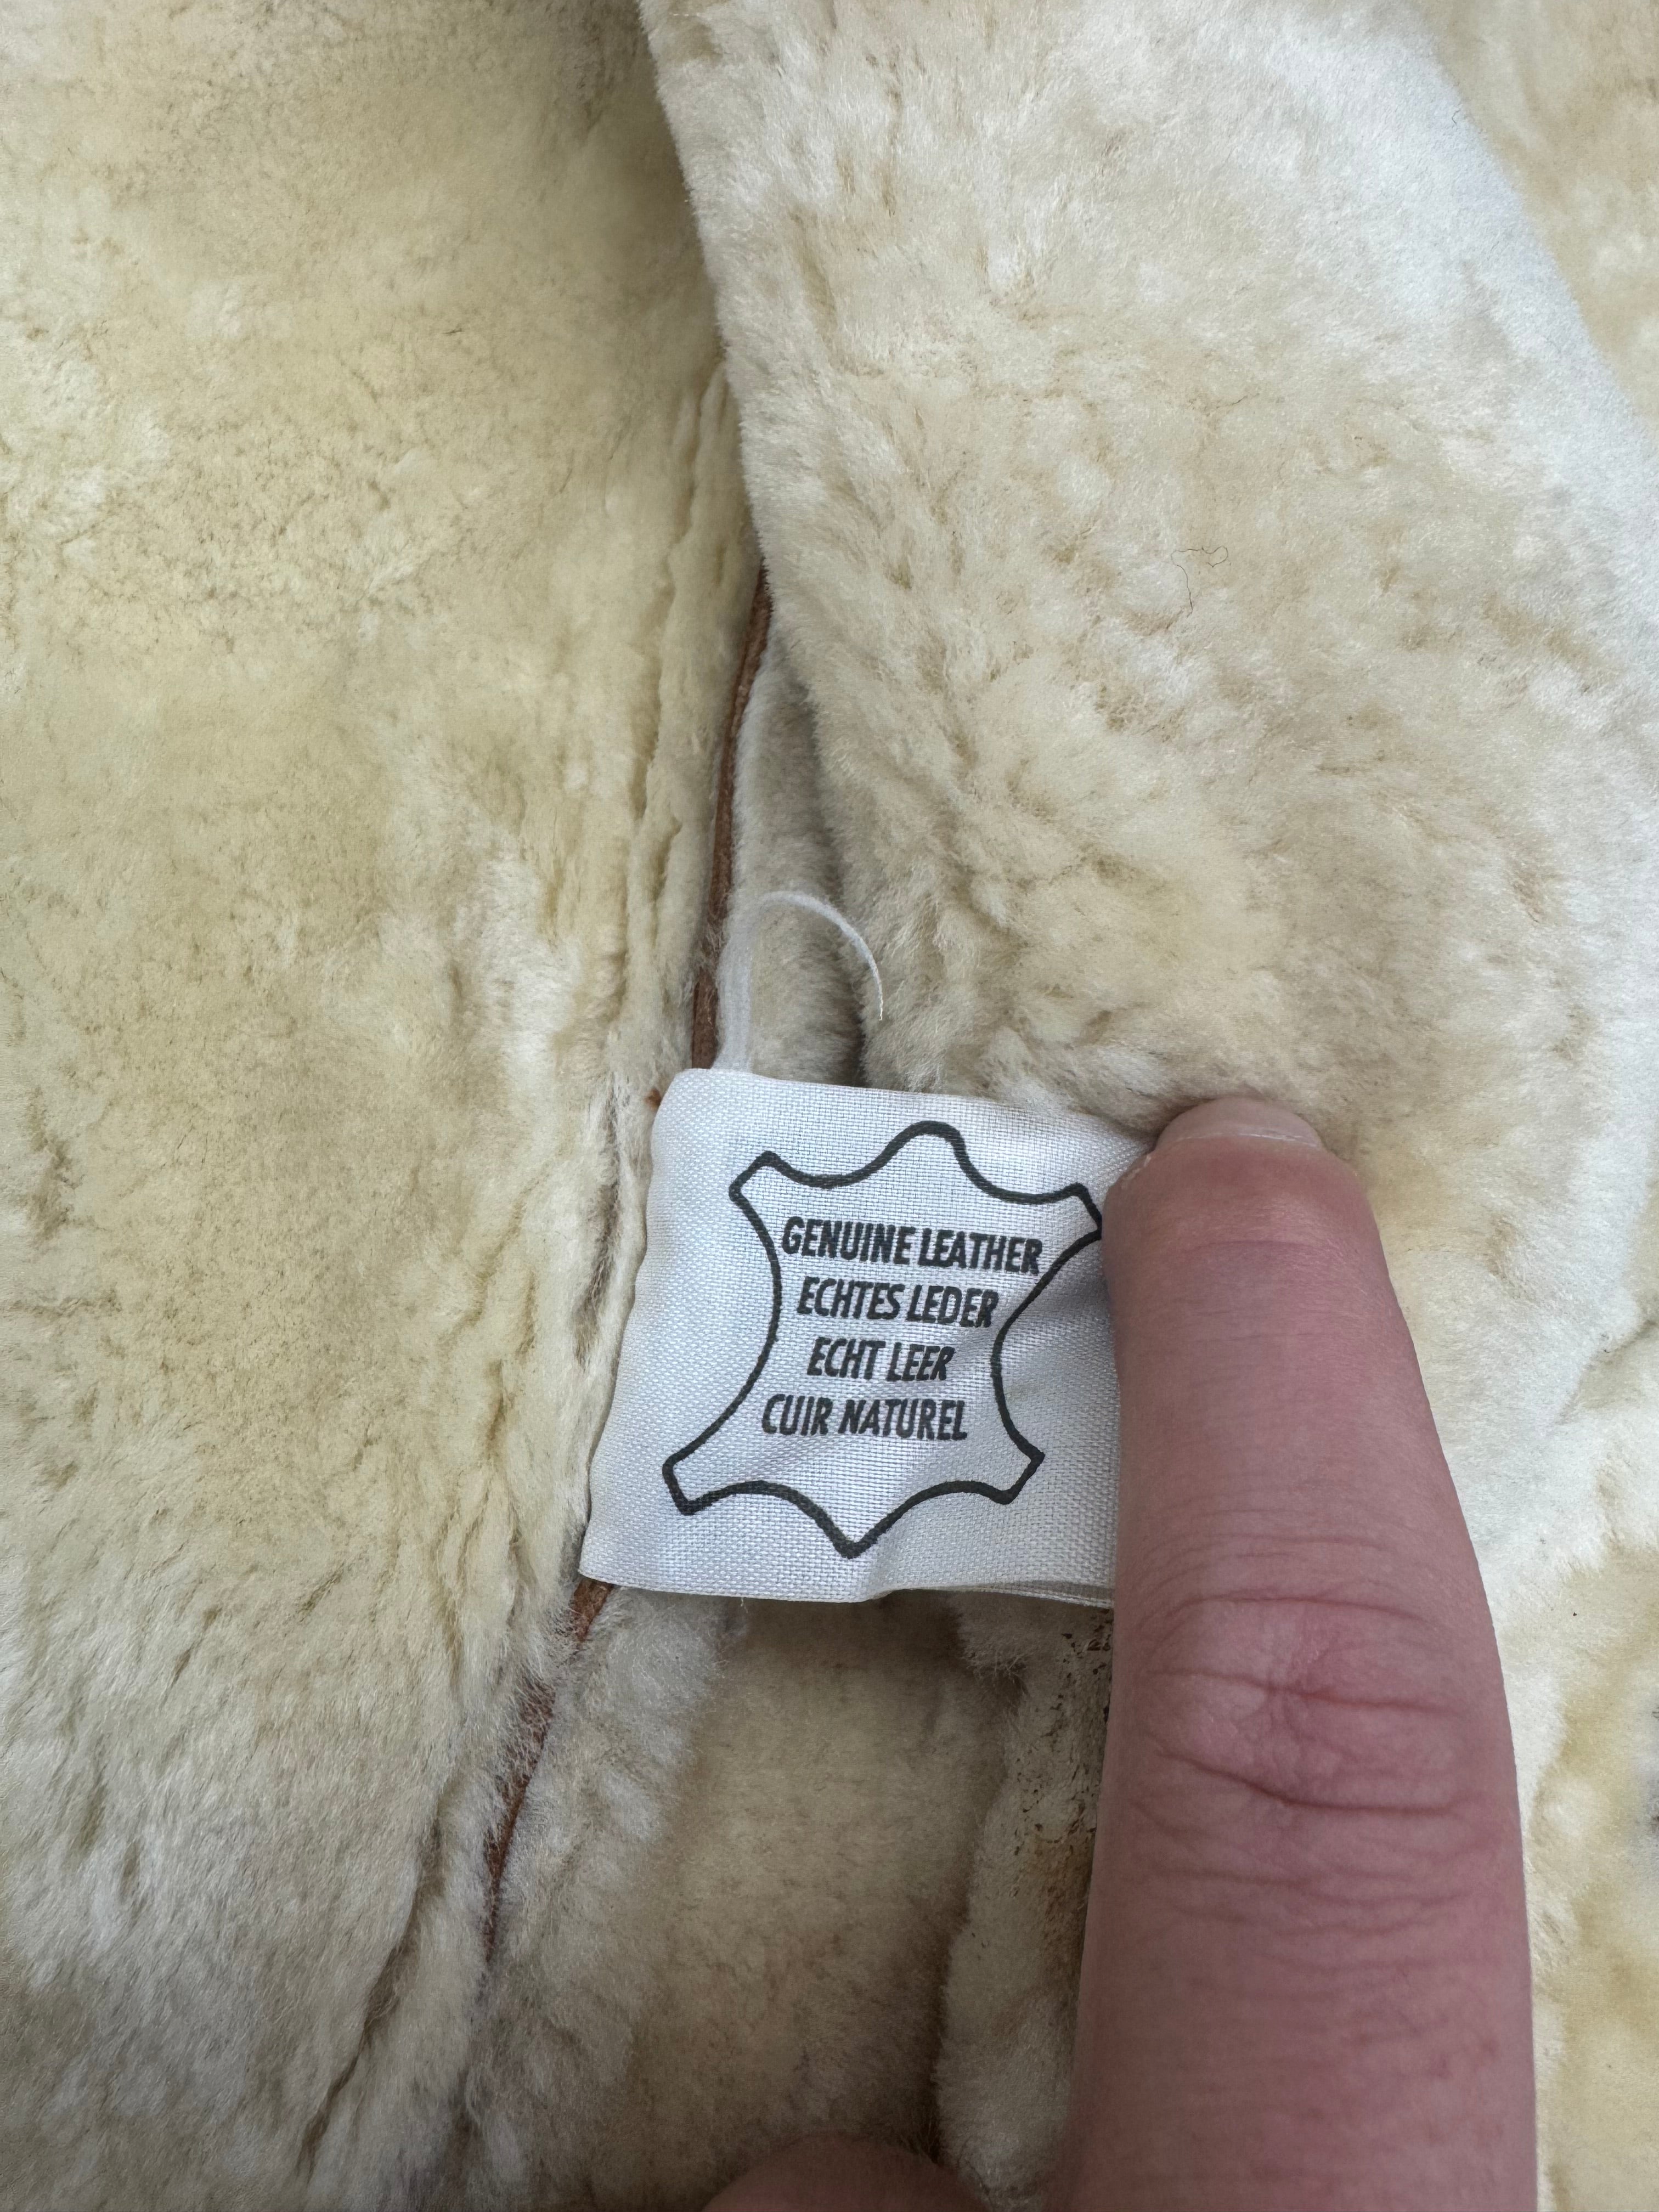 GENUINE LEATHER
ECHTES LEDER
ECHT LEER
CUIR NATUREL